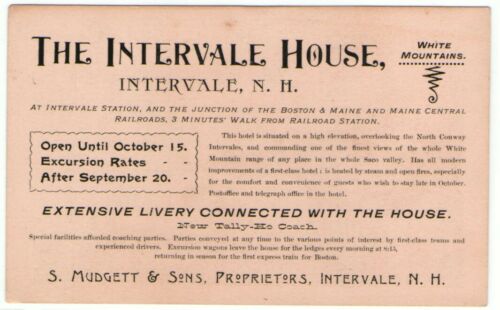 THE INTERVALE HOUSE,
WHITE
MOUNTAINS.
INTERVALE, N. H.
AT INTERVALE STATION, AND THE JUNCTION OF THE BOSTON & MAINE AND MAINE CENTRAL
RAILROADS, 3 MINUTES' WALK FROM RAILROAD STATION.
Open Until October 15.
Excursion Rates - -
After September 20. -
This hotel is situated on a high elevation, overlooking the North Conway
Intervales, and commanding one of the finest views of the whole White
Mountain range of any place in the whole Saco valley. Has all modern
improvements of a first-class hotel : is heated by steam and open fires, especially
for the comfort and convenience of guests who wish to stay late in October.
Postoffice and telegraph office in the hotel.
EXTENSIVE LIVERY CONNECTED WITH THE HOUSE.
New Tally-Ho Coach.
Special facilities afforded coaching parties. Parties conveyed at any time to the various points of interest by first-class teams and
experienced drivers. Excursion wagons leave the house for the ledges every morning at 8:15,
returning in season for the first express train for Boston.
S. MUDGETT & SONS, PROPRIETORS, INTERVALE, N. H.